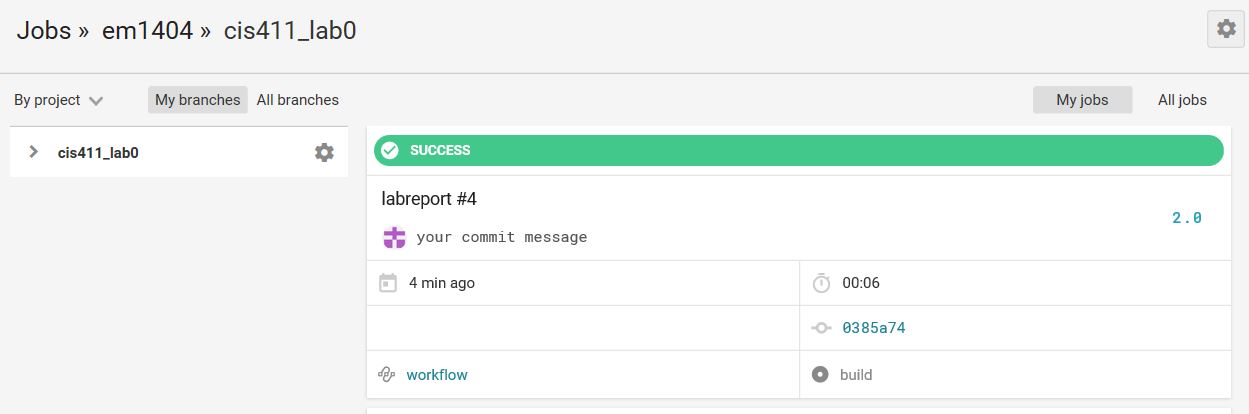 Jobs » em1404 » cis411_lab0
By project My branches All branches My jobs All jobs
cis411_lab0
SUCCESS
labreport #4
2.0
your commit message
4 min ago 00:06
0385a74
workflow build